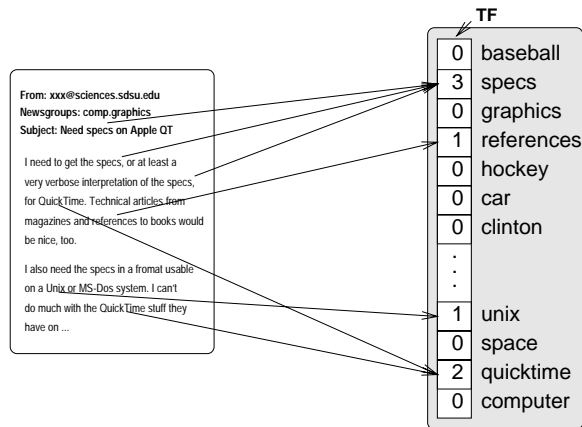 TF
From: xxx@sciences.sdsu.edu
Newsgroups: comp.graphics
Subject: Need specs on Apple QT
I need to get the specs, or at least a
very verbose interpretation of the specs,
for QuickTime. Technical articles from
magazines and references to books would
be nice, too.
I also need the specs in a fromat usable
on a Unix or MS-Dos system. I can't
do much with the QuickTime stuff they
have on ...
0 baseball
3 specs
0 graphics
1 references
0 hockey
0 car
0 clinton
.
.
.
1 unix
0 space
2 quicktime
0 computer